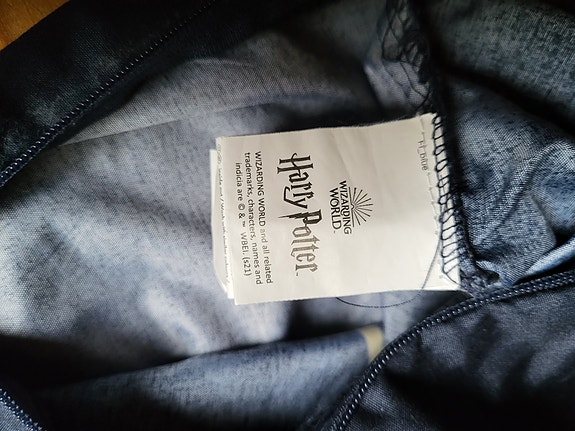 WIZARDING
WORLD
Harry Potter
WIZARDING WORLD and all related
trademarks, characters, names and
indicia are © & ™ WBEI. (s21)